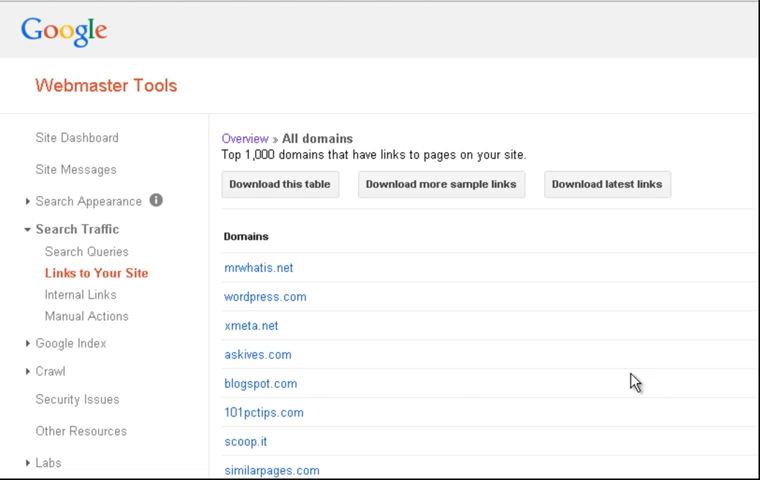 Google
Webmaster Tools
Site Dashboard
Site Messages
Search Appearance i
Search Traffic
Search Queries
Links to Your Site
Internal Links
Manual Actions
Google Index
Crawl
Security Issues
Other Resources
Labs
Overview » All domains
Top 1,000 domains that have links to pages on your site.
Download this table Download more sample links Download latest links
Domains
mrwhatis.net
wordpress.com
xmeta.net
askives.com
blogspot.com
101pctips.com
scoop.it
similarpages.com